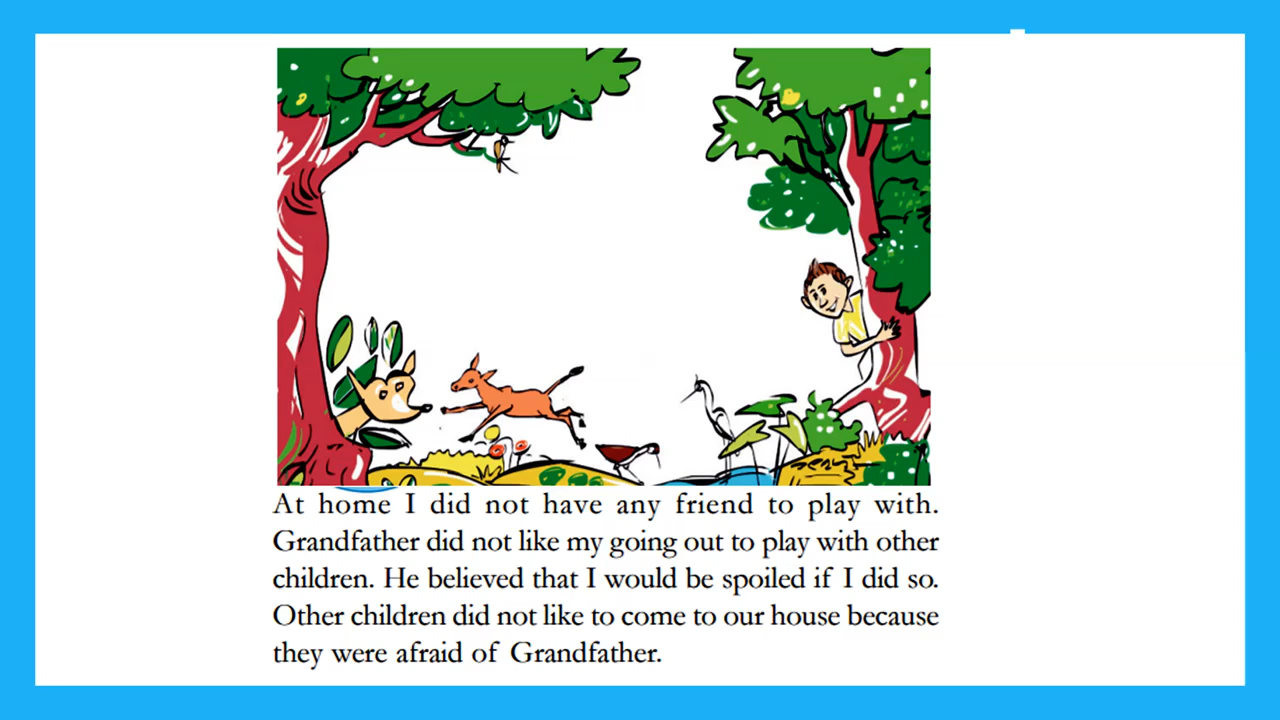 At home I did not have any friend to play with.
Grandfather did not like my going out to play with other
children. He believed that I would be spoiled if I did so.
Other children did not like to come to our house because
they were afraid of Grandfather.